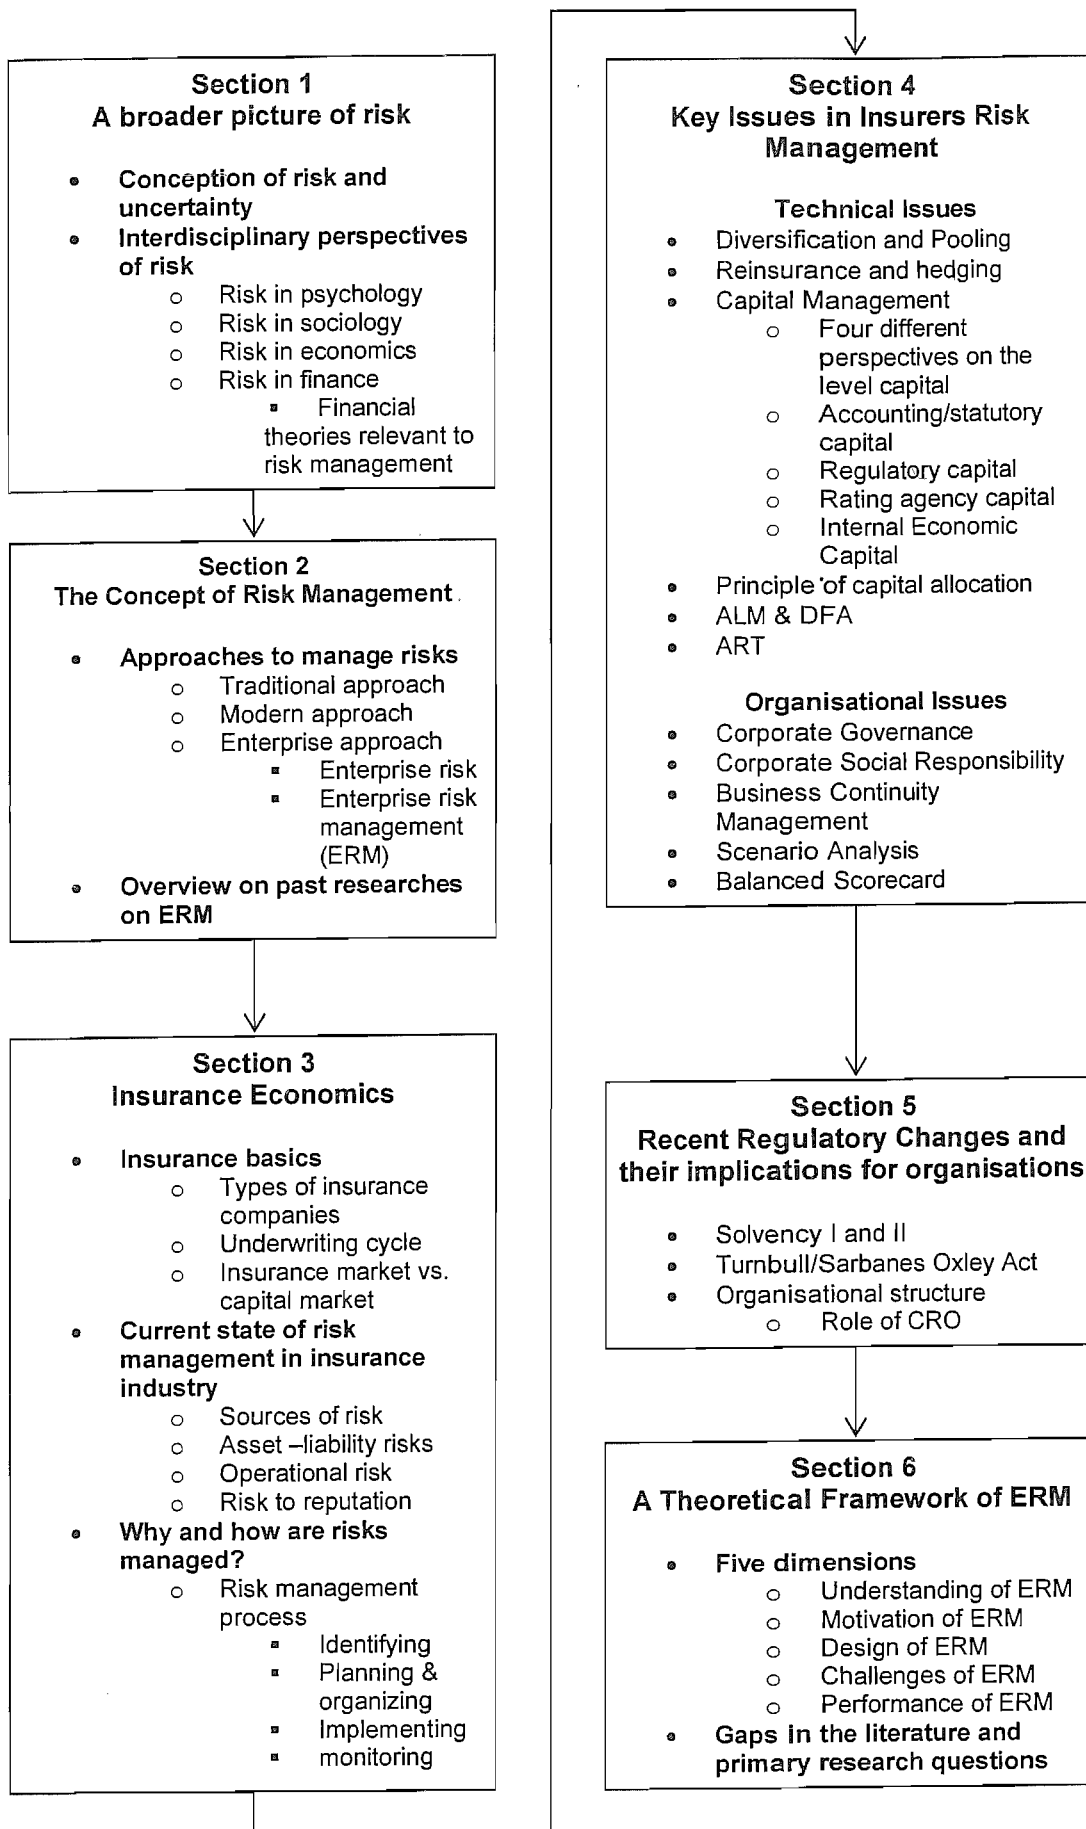 Section 1
A broader picture of risk
• Conception of risk and
uncertainty
• Interdisciplinary perspectives
of risk
o Risk in psychology
o Risk in sociology
o Risk in economics
o Risk in finance
▪ Financial
theories relevant to
risk management
Section 2
The Concept of Risk Management
• Approaches to manage risks
o Traditional approach
o Modern approach
o Enterprise approach
▪ Enterprise risk
▪ Enterprise risk
management
(ERM)
• Overview on past researches
on ERM
Section 3
Insurance Economics
• Insurance basics
o Types of insurance
companies
o Underwriting cycle
o Insurance market vs.
capital market
• Current state of risk
management in insurance
industry
o Sources of risk
o Asset –liability risks
o Operational risk
o Risk to reputation
• Why and how are risks
managed?
o Risk management
process
▪ Identifying
▪ Planning &
organizing
▪ Implementing
▪ monitoring
Section 4
Key Issues in Insurers Risk
Management
Technical Issues
• Diversification and Pooling
• Reinsurance and hedging
• Capital Management
o Four different
perspectives on the
level capital
o Accounting/statutory
capital
o Regulatory capital
o Rating agency capital
o Internal Economic
Capital
• Principle of capital allocation
• ALM & DFA
• ART
Organisational Issues
• Corporate Governance
• Corporate Social Responsibility
• Business Continuity
Management
• Scenario Analysis
• Balanced Scorecard
Section 5
Recent Regulatory Changes and
their implications for organisations
• Solvency I and II
• Turnbull/Sarbanes Oxley Act
• Organisational structure
o Role of CRO
Section 6
A Theoretical Framework of ERM
• Five dimensions
o Understanding of ERM
o Motivation of ERM
o Design of ERM
o Challenges of ERM
o Performance of ERM
• Gaps in the literature and
primary research questions